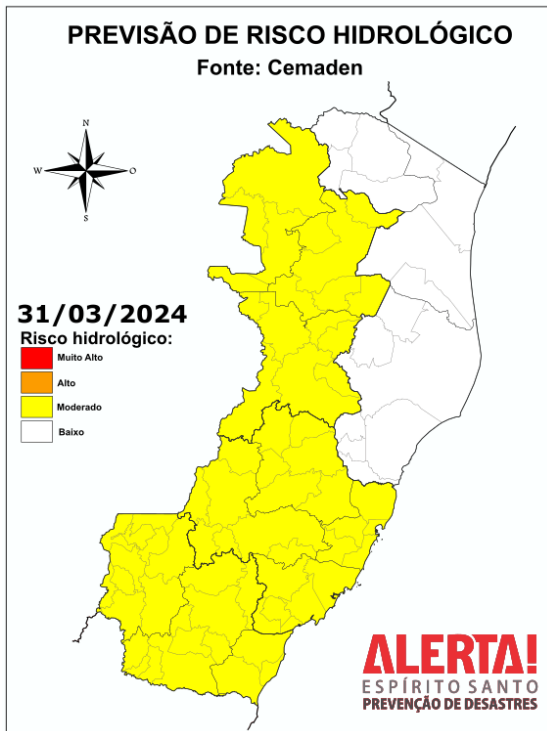 PREVISÃO DE RISCO HIDROLÓGICO
Fonte: Cemaden
N
W
O
S
31/03/2024
Risco hidrológico:
Muito Alto
Alto
Moderado
Baixo
ALERTA!
ESPÍRITO SANTO
PREVENÇÃO DE DESASTRES